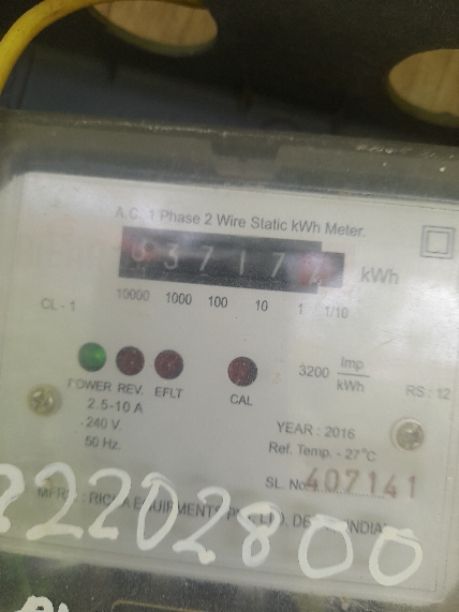 A.C. 1 Phase 2 Wire Static kWh Meter.
3717 kWh
10000 1000 100 10 1 1/10
CL - 1
3200 Imp/kWh
POWER REV. EFLT CAL
RS : 12
2.5-10 A
240 V.
50 Hz.
YEAR : 2016
Ref. Temp. - 27°C
SL. No. 407141
2202800